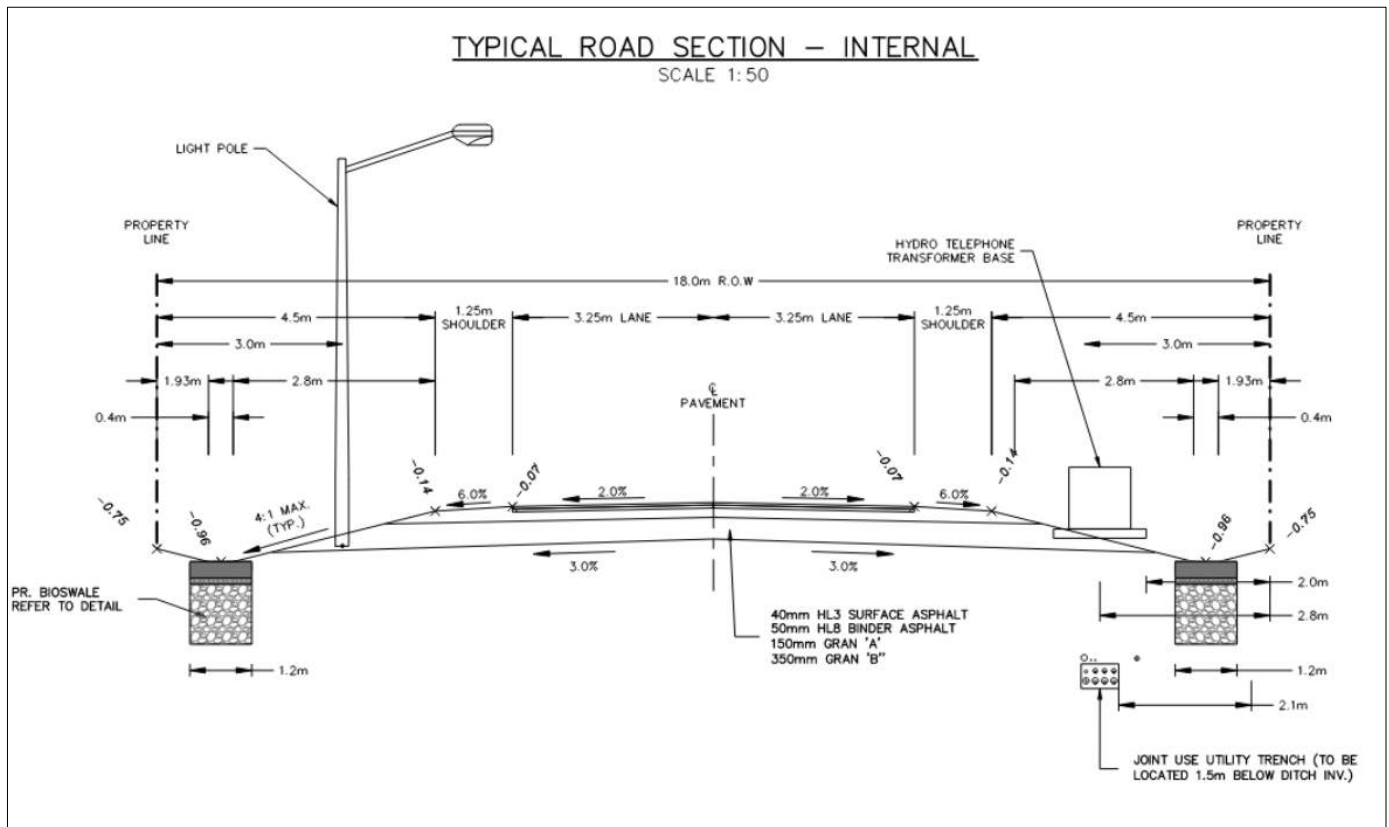 TYPICAL ROAD SECTION – INTERNAL
SCALE 1:50
LIGHT POLE
PROPERTY
LINE
PROPERTY
LINE
HYDRO TELEPHONE
TRANSFORMER BASE
18.0m R.O.W
4.5m
1.25m
SHOULDER
3.25m LANE
3.25m LANE
1.25m
SHOULDER
4.5m
3.0m
3.0m
1.93m
2.8m
2.8m
1.93m
0.4m
℄
PAVEMENT
0.4m
-0.75
-0.96
4:1 MAX.
(TYP.)
-0.14
6.0%
-0.07
2.0%
2.0%
-0.07
6.0%
-0.14
-0.96
-0.75
3.0%
3.0%
PR. BIOSWALE
REFER TO DETAIL
2.0m
2.8m
40mm HL3 SURFACE ASPHALT
50mm HL8 BINDER ASPHALT
150mm GRAN 'A'
350mm GRAN 'B"
1.2m
1.2m
2.1m
JOINT USE UTILITY TRENCH (TO BE
LOCATED 1.5m BELOW DITCH INV.)